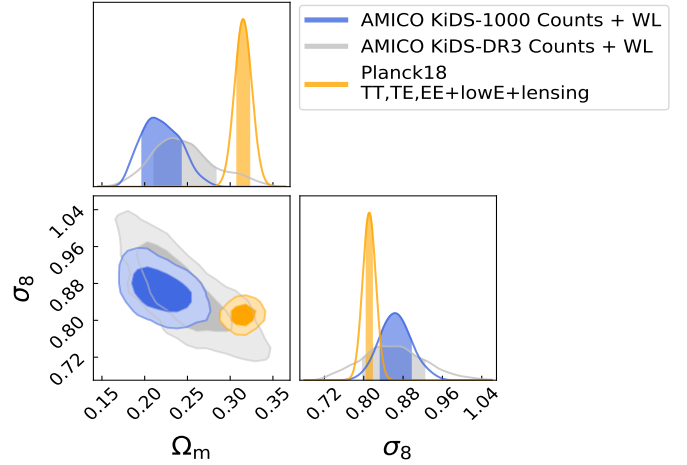 AMICO KiDS-1000 Counts + WL
AMICO KiDS-DR3 Counts + WL
Planck18
TT,TE,EE+lowE+lensing
1.04
0.96
0.88
0.80
0.72
σ8
0.15
0.20
0.25
0.30
0.35
Ωm
0.72
0.80
0.88
0.96
1.04
σ8